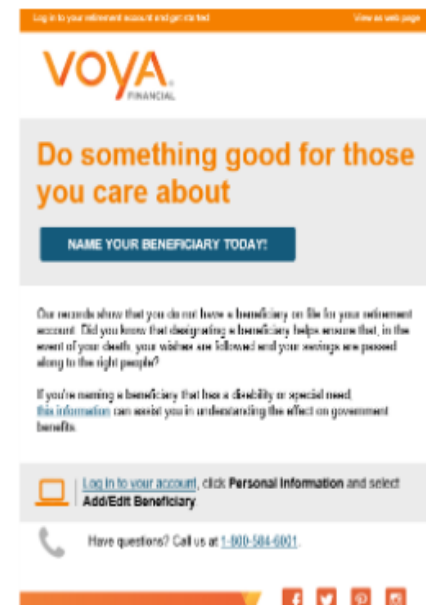 Log in to your retirement account and get started
View as web page
VOYA
FINANCIAL
Do something good for those
you care about
NAME YOUR BENEFICIARY TODAY!
Our records show that you do not have a beneficiary on file for your retirement
account. Did you know that designating a beneficiary helps ensure that, in the
event of your death, your wishes are followed and your savings are passed
along to the right people?
If you're naming a beneficiary that has a disability or special need,
this information can assist you in understanding the effect on government
benefits.
Log in to your account, click Personal Information and select
Add/Edit Beneficiary.
Have questions? Call us at 1-800-584-6001.